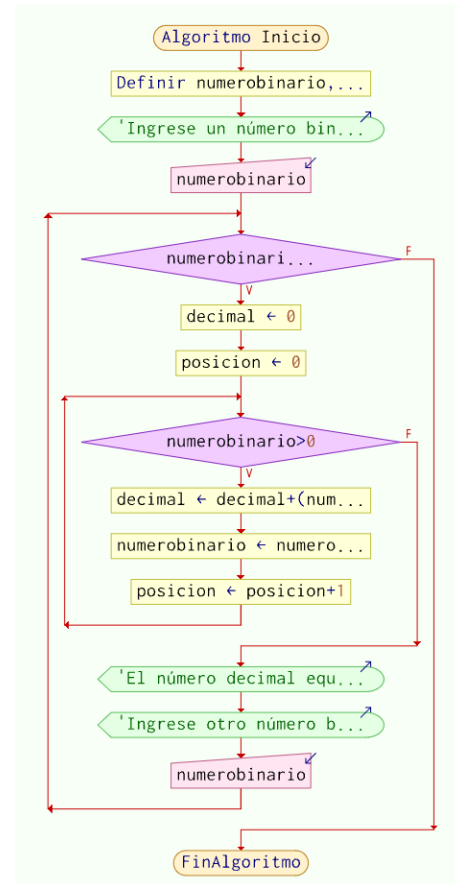 Algoritmo Inicio
Definir numerobinario,...
'Ingrese un número bin...
numerobinario
numerobinari...
F
V
decimal ← 0
posicion ← 0
numerobinario>0
F
V
decimal ← decimal+(num...
numerobinario ← numero...
posicion ← posicion+1
'El número decimal equ...
'Ingrese otro número b...
numerobinario
FinAlgoritmo